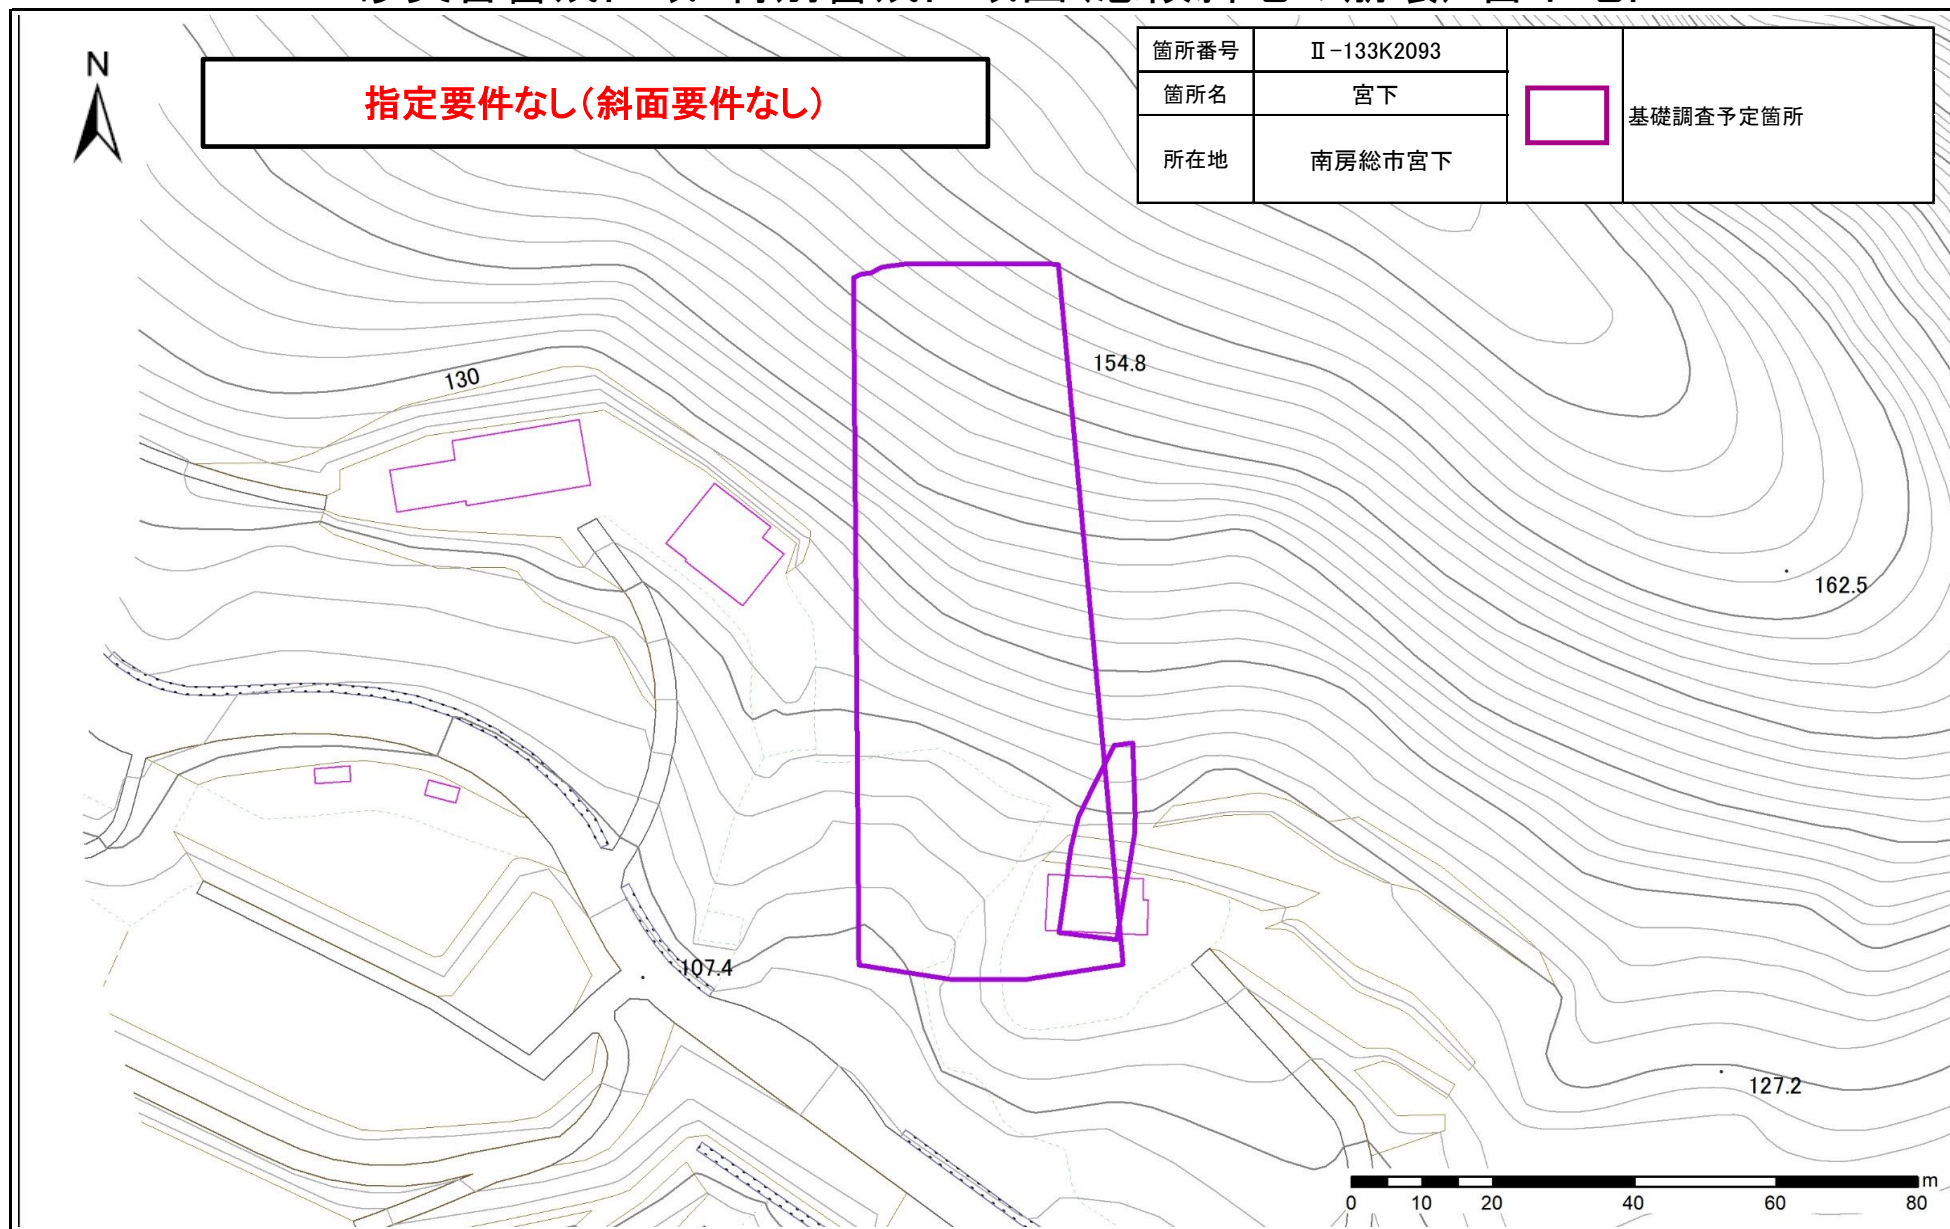 N
指定要件なし(斜面要件なし)
箇所番号 Ⅱ-133K2093
箇所名 宮下
所在地 南房総市宮下
基礎調査予定箇所
154.8
130
162.5
107.4
127.2
m
0 10 20 40 60 80